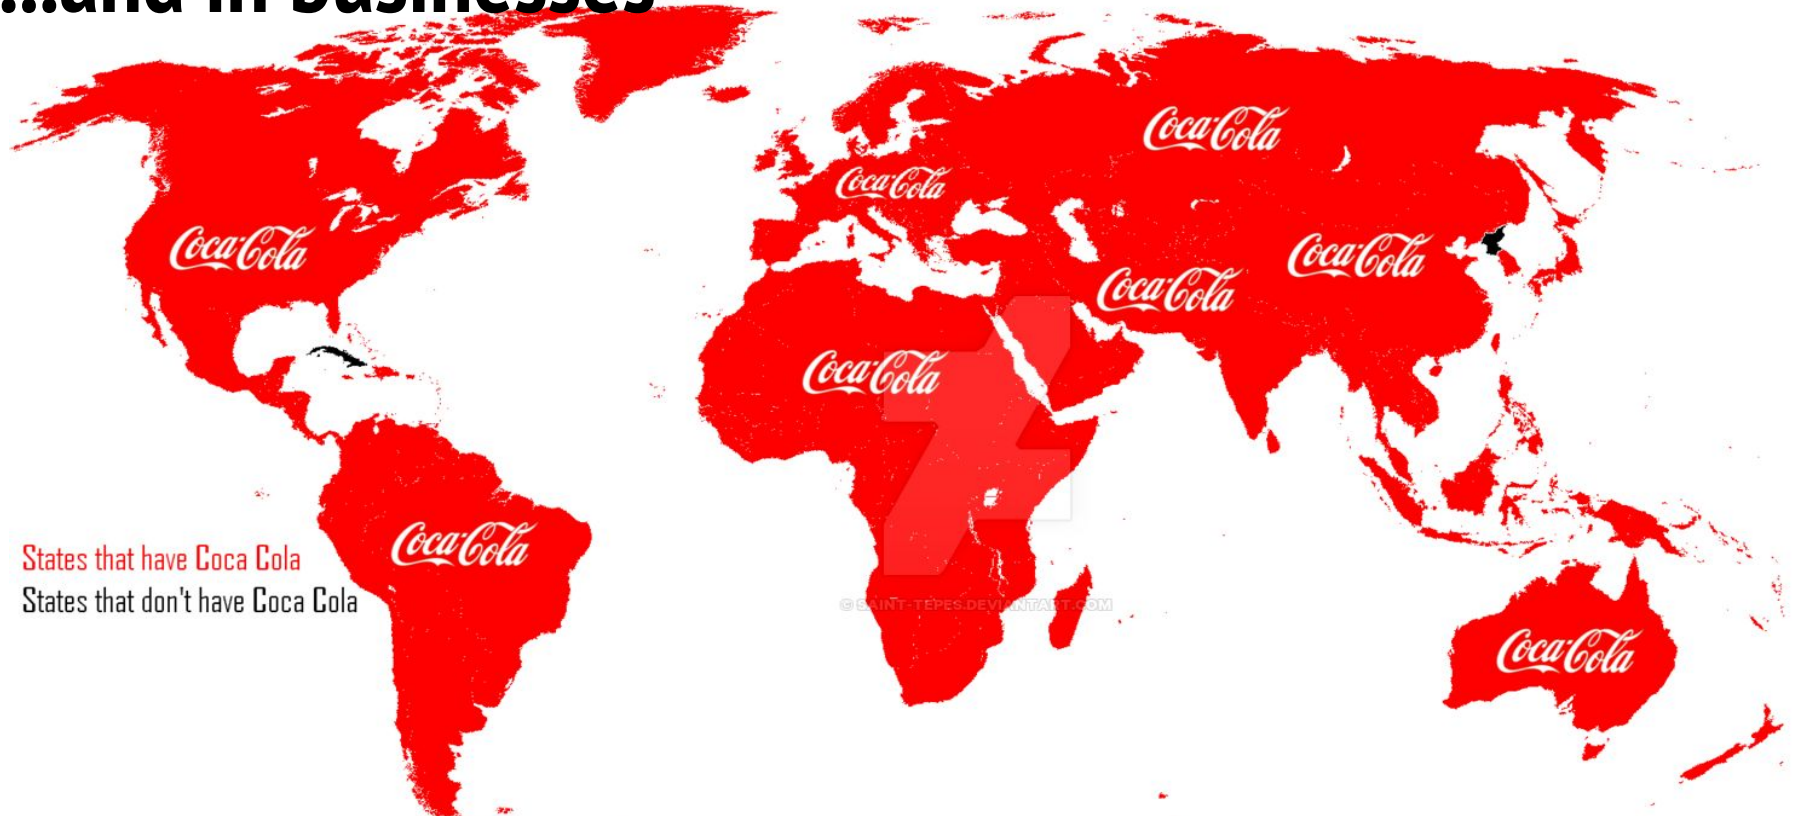 ...and in businesses
Coca-Cola
Coca-Cola
Coca-Cola
Coca-Cola
Coca-Cola
Coca-Cola
Coca-Cola
States that have Coca Cola
States that don't have Coca Cola
© SAINT-TEPES.DEVIANTART.COM
Coca-Cola